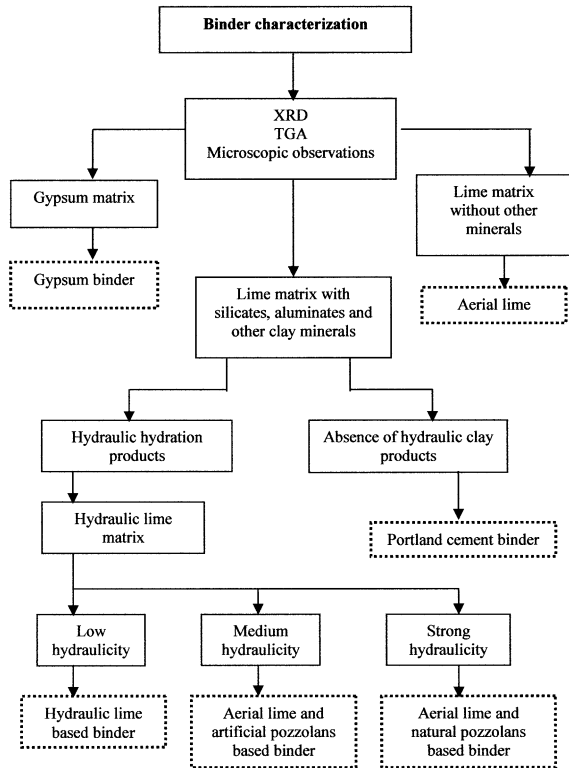 Binder characterization
XRD
TGA
Microscopic observations
Gypsum matrix
Lime matrix
without other
minerals
Gypsum binder
Lime matrix with
silicates, aluminates and
other clay minerals
Aerial lime
Hydraulic hydration
products
Absence of hydraulic clay
products
Hydraulic lime
matrix
Portland cement binder
Low
hydraulicity
Medium
hydraulicity
Strong
hydraulicity
Hydraulic lime
based binder
Aerial lime and
artificial pozzolans
based binder
Aerial lime and
natural pozzolans
based binder